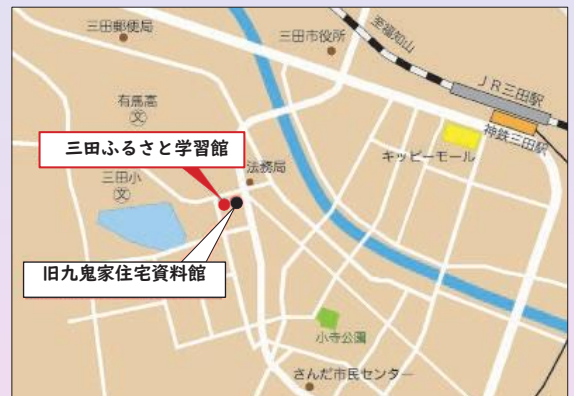 三田郵便局
三田市役所
至福知山
JR三田駅
神鉄三田駅
有馬高
文
キッピーモール
三田ふるさと学習館
法務局
三田小
文
旧九鬼家住宅資料館
小寺公園
さんだ市民センター